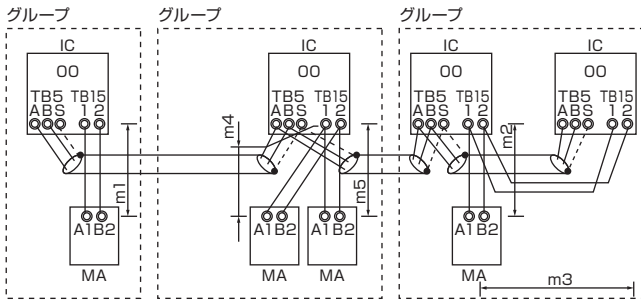 グループ グループ グループ
IC IC IC IC
00 00 00 00
TB5 TB15 TB5 TB15 TB5 TB15 TB5 TB15
ABS 1 2 ABS 1 2 ABS 1 2 ABS 1 2
m1 m4 m5 m2
A1B2 A1B2 A1B2 A1B2
MA MA MA MA
m3